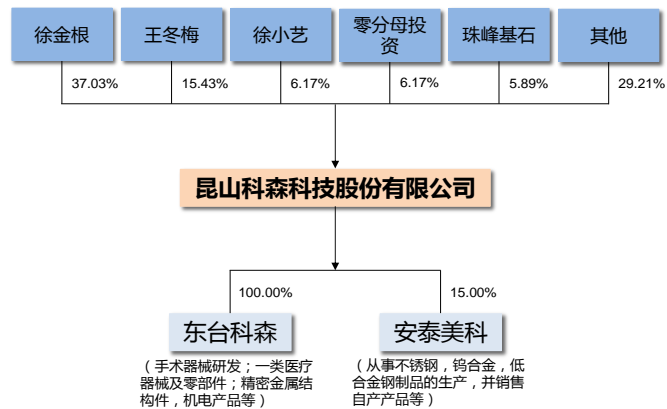 徐金根
王冬梅
徐小艺
零分母投
资
珠峰基石
其他
37.03%
15.43%
6.17%
6.17%
5.89%
29.21%
昆山科森科技股份有限公司
100.00%
15.00%
东台科森
安泰美科
（手术器械研发；一类医疗
器械及零部件；精密金属结
构件，机电产品等）
（从事不锈钢，钨合金，低
合金钢制品的生产，并销售
自产产品等）